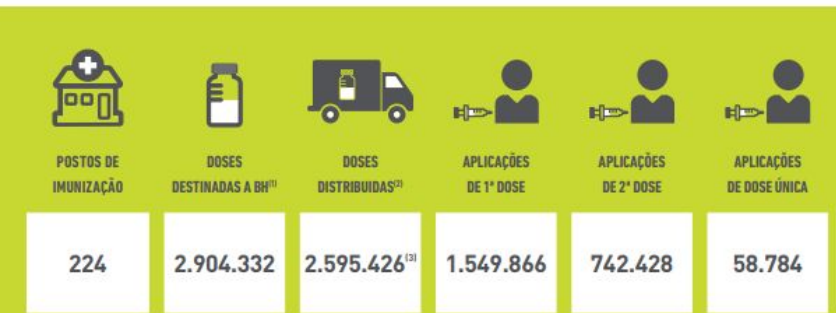 POSTOS DE
IMUNIZAÇÃO
DOSES
DESTINADAS A BH(1)
DOSES
DISTRIBUIDAS(2)
APLICAÇÕES
DE 1ª DOSE
APLICAÇÕES
DE 2ª DOSE
APLICAÇÕES
DE DOSE ÚNICA
224
2.904.332
2.595.426(3)
1.549.866
742.428
58.784